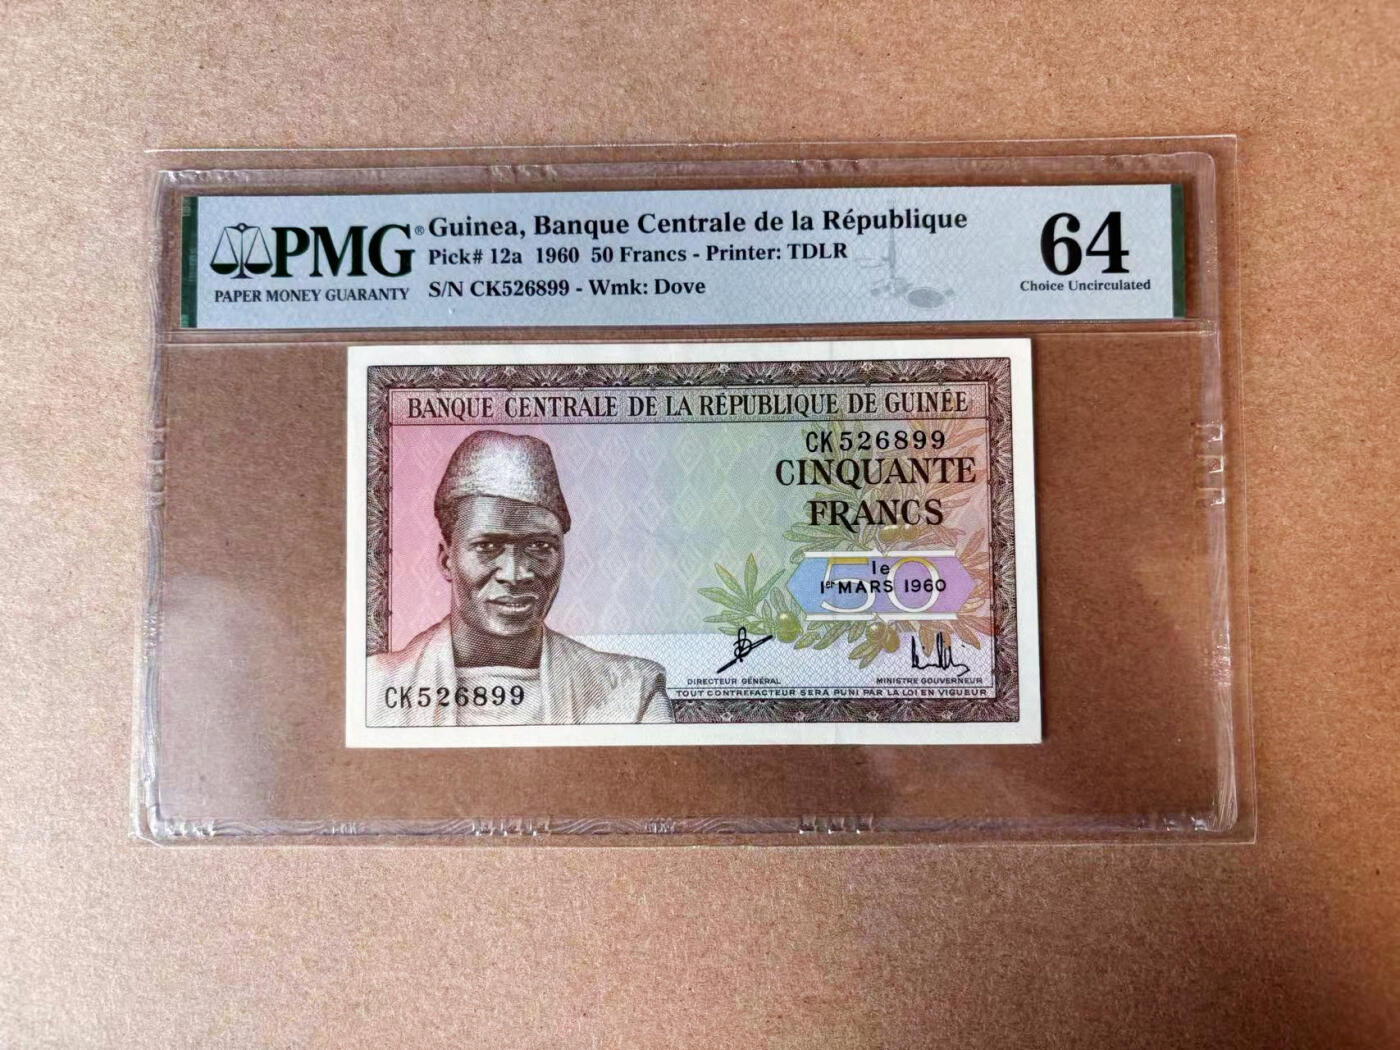 PMG®
PAPER MONEY GUARANTY
Guinea, Banque Centrale de la République
Pick# 12a 1960 50 Francs - Printer: TDLR
S/N CK526899 - Wmk: Dove
64
Choice Uncirculated
BANQUE CENTRALE DE LA RÉPUBLIQUE DE GUINÉE
CK526899
CINQUANTE
FRANCS
50
le
1er MARS 1960
DIRECTEUR GÉNÉRAL
MINISTRE GOUVERNEUR
CK526899
TOUT CONTREFACTEUR SERA PUNI PAR LA LOI EN VIGUEUR